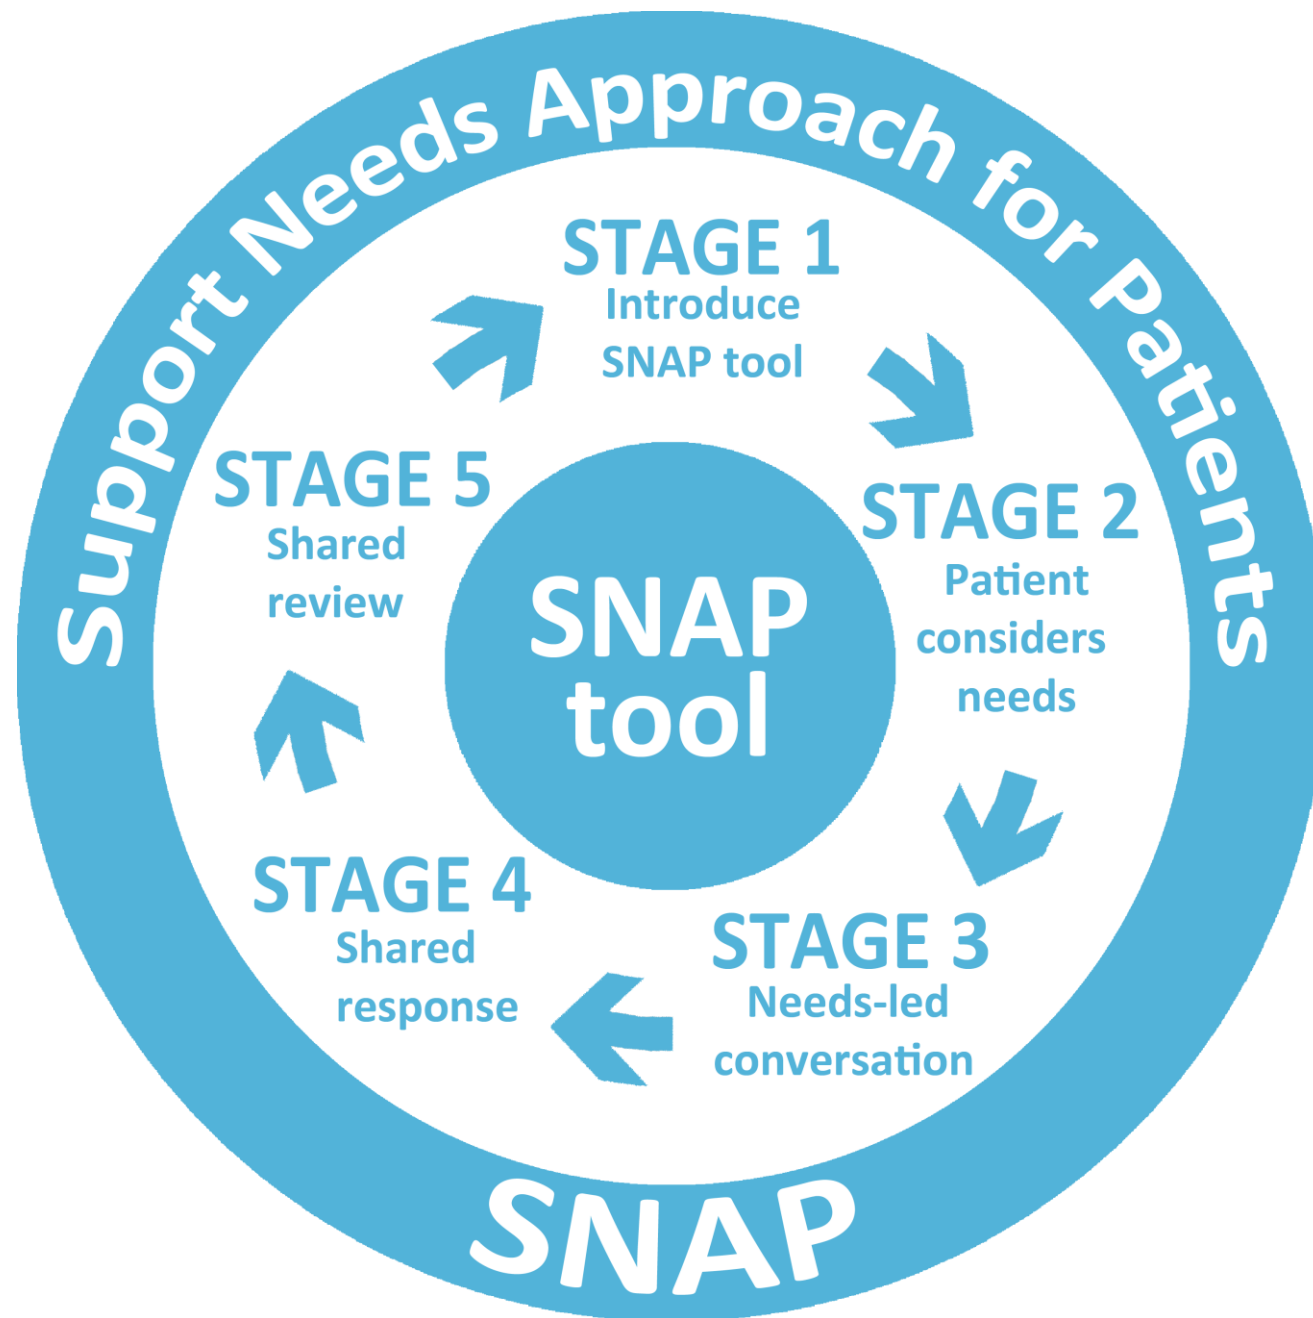 Support Needs Approach for Patients
STAGE 1
Introduce
SNAP tool
STAGE 2
Patient
considers
needs
STAGE 3
Needs-led
conversation
STAGE 4
Shared
response
STAGE 5
Shared
review
SNAP
tool
SNAP